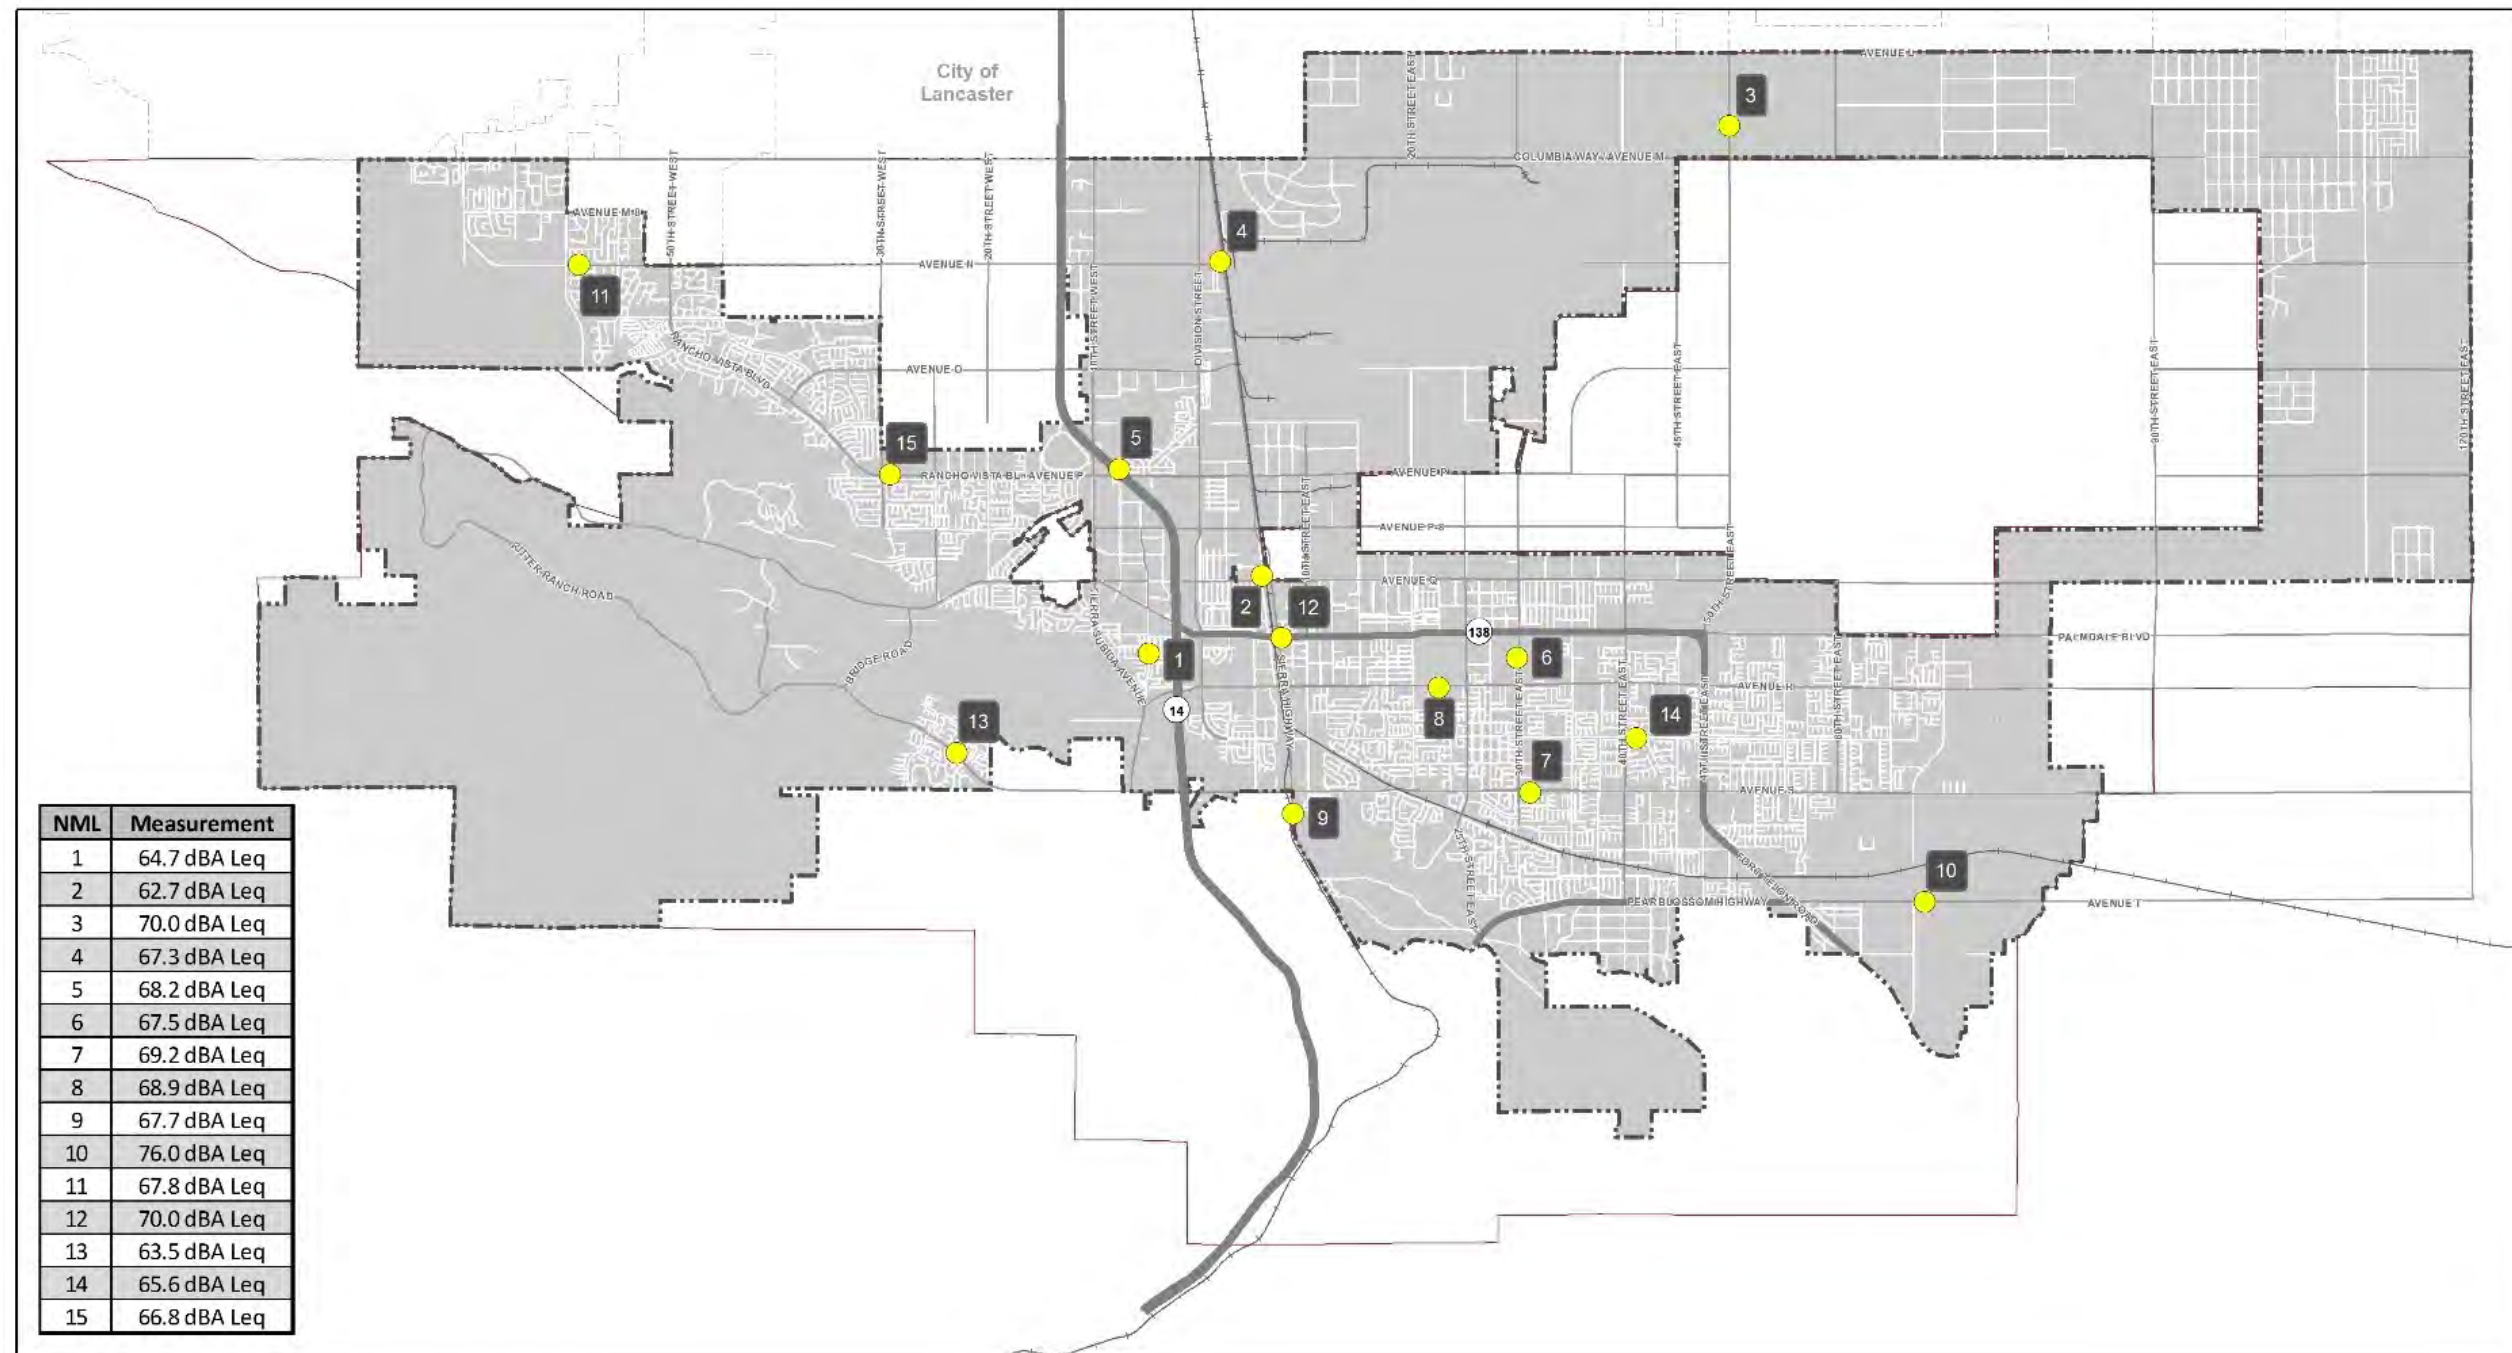 City of
Lancaster
AVENUE L
3
20TH STREET EAST
COLUMBIA WAY - AVENUE M
50TH STREET WEST
30TH STREET WEST
20TH STREET WEST
AVENUE M-8
4
AVENUE N
11
10TH STREET WEST
DIVISION STREET
RANCHO VISTA BLVD
AVENUE O
45TH STREET EAST
90TH STREET EAST
170TH STREET EAST
15
5
RANCHO VISTA BL - AVENUE P
AVENUE P
10TH STREET EAST
AVENUE P-8
RITTER RANCH ROAD
AVENUE Q
50TH STREET EAST
2
12
SIERRA SUBIDA AVENUE
138
PALMDALE BLVD
BRIDGE ROAD
1
6
SIERRA HIGHWAY
30TH STREET EAST
40TH STREET EAST
AVENUE R
60TH STREET EAST
14
13
8
14
47TH STREET EAST
7
AVENUE S
9
25TH STREET EAST
FORT TEJON ROAD
10
PEARBLOSSOM HIGHWAY
AVENUE T
NML Measurement
1 64.7 dBA Leq
2 62.7 dBA Leq
3 70.0 dBA Leq
4 67.3 dBA Leq
5 68.2 dBA Leq
6 67.5 dBA Leq
7 69.2 dBA Leq
8 68.9 dBA Leq
9 67.7 dBA Leq
10 76.0 dBA Leq
11 67.8 dBA Leq
12 70.0 dBA Leq
13 63.5 dBA Leq
14 65.6 dBA Leq
15 66.8 dBA Leq